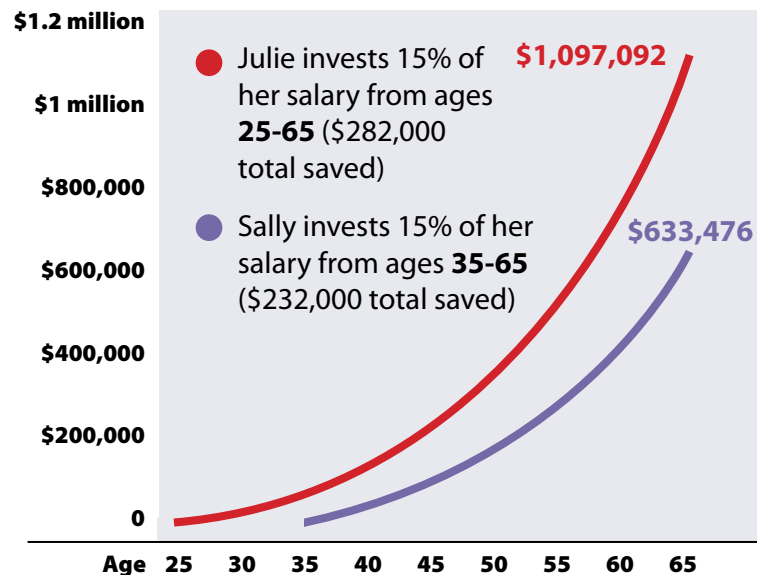 $1.2 million
$1 million
$800,000
$600,000
$400,000
$200,000
0
Julie invests 15% of
her salary from ages
25-65 ($282,000
total saved)
$1,097,092
Sally invests 15% of her
salary from ages 35-65
($232,000 total saved)
$633,476
Age 25 30 35 40 45 50 55 60 65